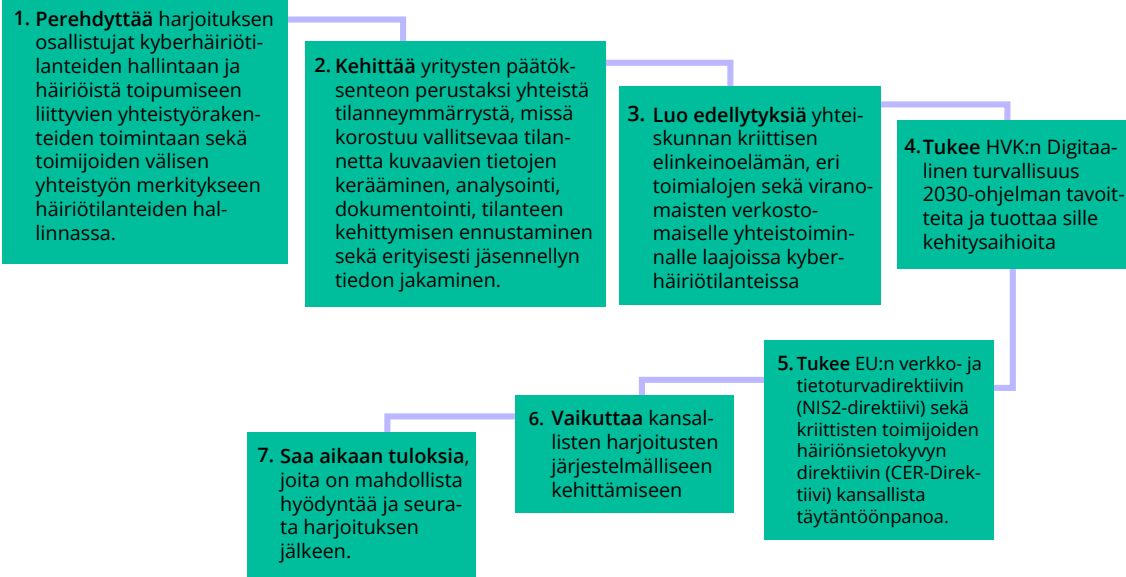 1. Perehdyttää harjoituksen
osallistujat kyberhäiriöti-
lanteiden hallintaan ja
häiriöistä toipumiseen
liittyvien yhteistyöraken-
teiden toimintaan sekä
toimijoiden välisen
yhteistyön merkitykseen
häiriötilanteiden hal-
linnassa.
2. Kehittää yritysten päätök-
senteon perustaksi yhteistä
tilanneymmärrystä, missä
korostuu vallitsevaa tilan-
netta kuvaavien tietojen
kerääminen, analysointi,
dokumentointi, tilanteen
kehittymisen ennustaminen
sekä erityisesti jäsennellyn
tiedon jakaminen.
3. Luo edellytyksiä yhteis-
kunnan kriittisen
elinkeinoelämän, eri
toimialojen sekä virano-
maisten verkosto-
maiselle yhteistoimin-
nalle laajoissa kyber-
häiriötilanteissa
4. Tukee HVK:n Digitaa-
linen turvallisuus
2030-ohjelman tavoit-
teita ja tuottaa sille
kehitysaihioita
5. Tukee EU:n verkko- ja
tietoturvadirektiivin
(NIS2-direktiivi) sekä
kriittisten toimijoiden
häiriönsietokyvyn
direktiivin (CER-Direk-
tiivi) kansallista
täytäntöönpanoa.
6. Vaikuttaa kansal-
listen harjoitusten
järjestelmälliseen
kehittämiseen
7. Saa aikaan tuloksia,
joita on mahdollista
hyödyntää ja seura-
ta harjoituksen
jälkeen.